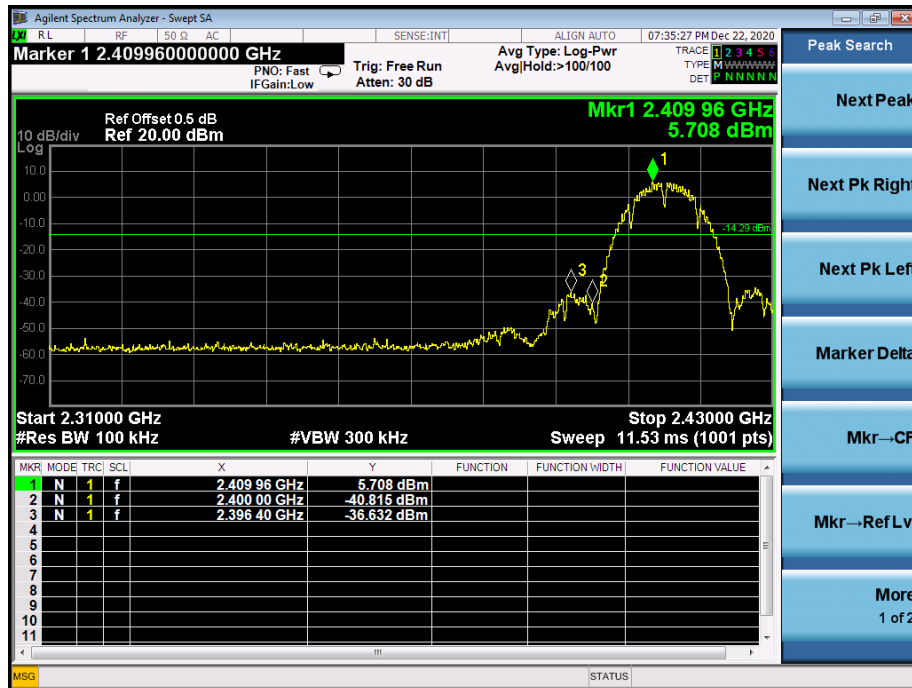 Agilent Spectrum Analyzer - Swept SA
LXI RL RF 50 Ω AC SENSE:INT ALIGN AUTO 07:35:27 PM Dec 22, 2020
Marker 1 2.409960000000 GHz
PNO: Fast
IFGain:Low
Trig: Free Run
Atten: 30 dB
Avg Type: Log-Pwr
Avg|Hold:>100/100
TRACE 1 2 3 4 5 6
TYPE M WWWWW
DET P N N N N N
Peak Search
Next Peak
Next Pk Right
Next Pk Left
Marker Delta
Mkr→CF
Mkr→Ref Lv
More
1 of 2
Mkr1 2.409 96 GHz
5.708 dBm
Ref Offset 0.5 dB
10 dB/div Ref 20.00 dBm
Log
10.0
0.00
-10.0
-20.0
-30.0
-40.0
-50.0
-60.0
-70.0
1
2
3
-14.29 dBm
Start 2.31000 GHz Stop 2.43000 GHz
#Res BW 100 kHz #VBW 300 kHz Sweep 11.53 ms (1001 pts)
MKR MODE TRC SCL X Y FUNCTION FUNCTION WIDTH FUNCTION VALUE
1 N 1 f 2.409 96 GHz 5.708 dBm
2 N 1 f 2.400 00 GHz -40.815 dBm
3 N 1 f 2.396 40 GHz -36.632 dBm
4
5
6
7
8
9
10
11
MSG STATUS